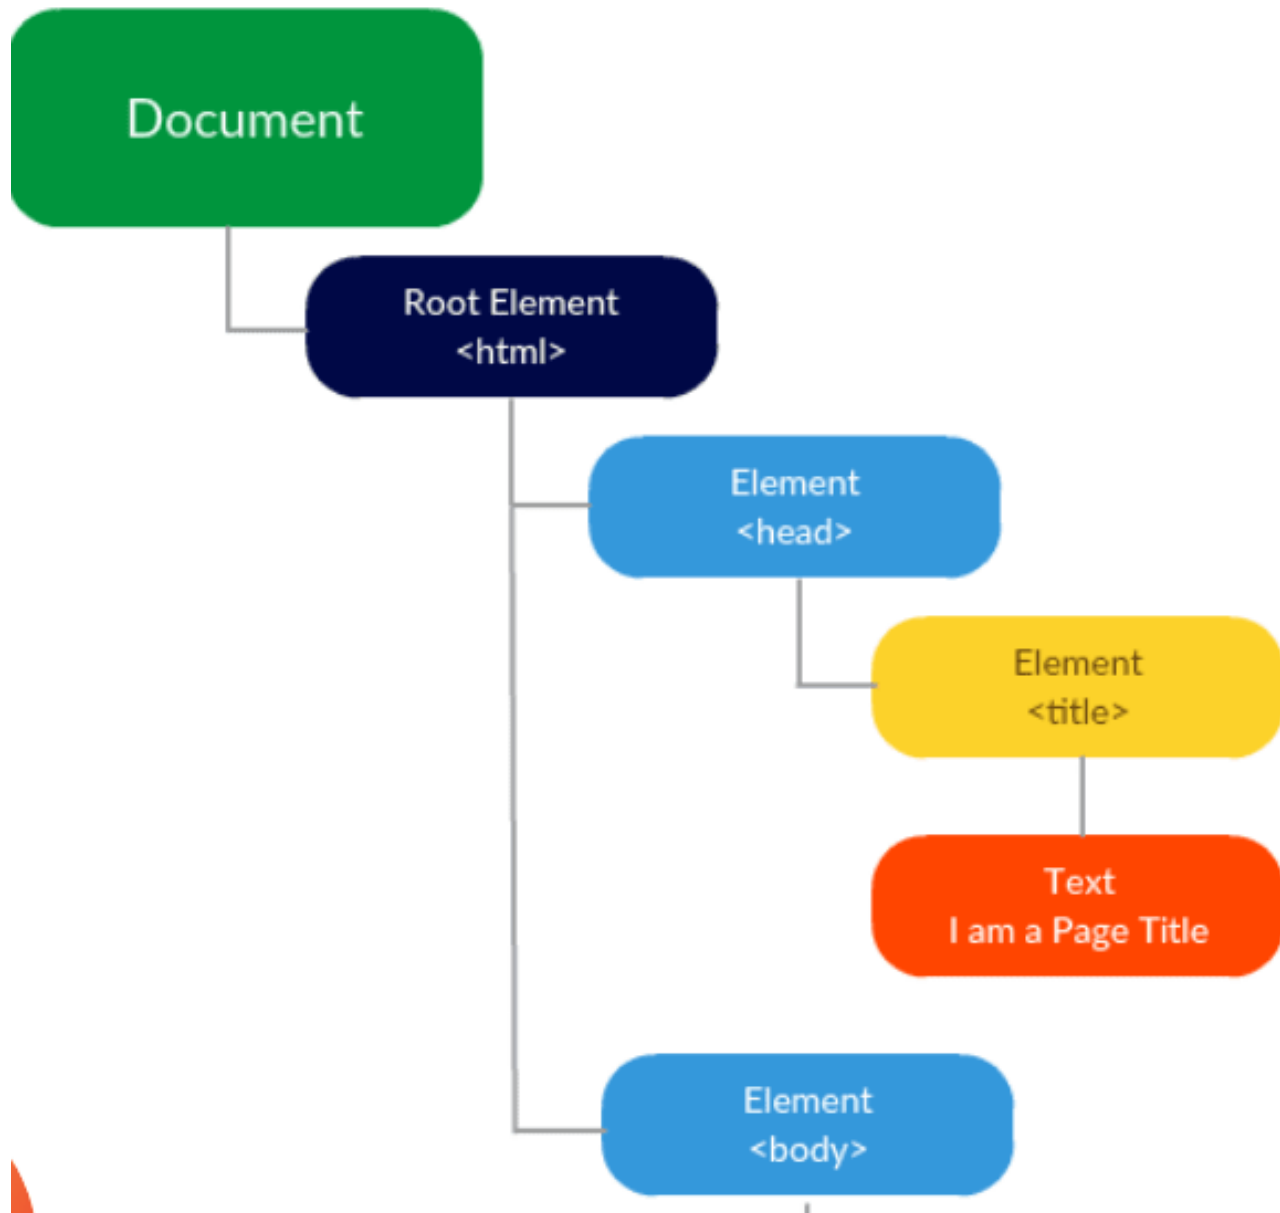 Document
Root Element
<html>
Element
<head>
Element
<title>
Text
I am a Page Title
Element
<body>